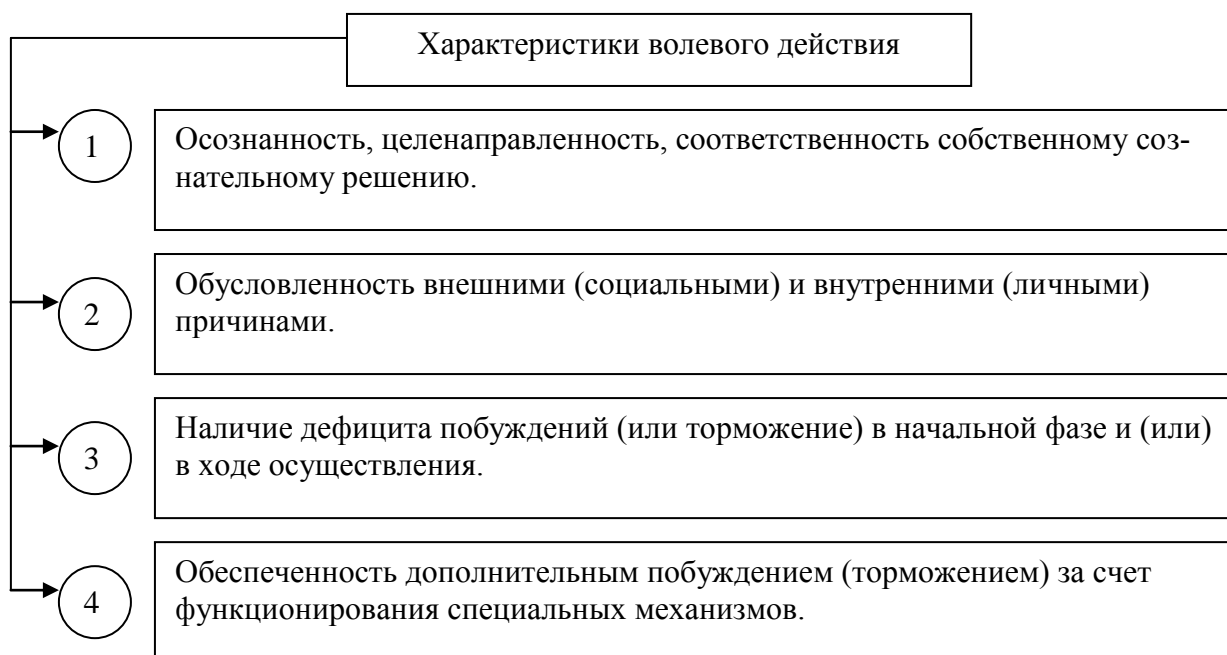 Характеристики волевого действия
1
Осознанность, целенаправленность, соответственность собственному соз-
нательному решению.
2
Обусловленность внешними (социальными) и внутренними (личными)
причинами.
3
Наличие дефицита побуждений (или торможение) в начальной фазе и (или)
в ходе осуществления.
4
Обеспеченность дополнительным побуждением (торможением) за счет
функционирования специальных механизмов.